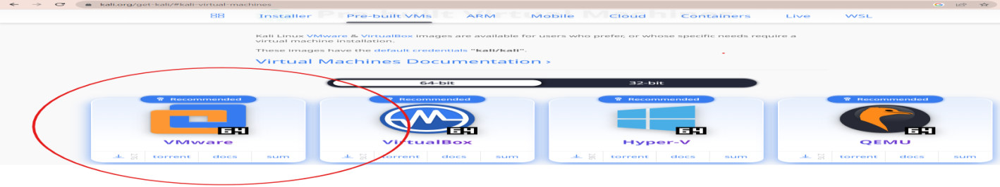 kali.org/get-kali/#kali-virtual-machines
Installer Pre-built VMs ARM Mobile Cloud Containers Live WSL
Kali Linux VMware & VirtualBox images are available for users who prefer, or whose specific needs require a
virtual machine installation.
These images have the default credentials "kali/kali".
Virtual Machines Documentation ›
64-bit 32-bit
Recommended Recommended Recommended Recommended
64 64 64 64
VMware VirtualBox Hyper-V QEMU
torrent docs sum torrent docs sum torrent docs sum torrent docs sum